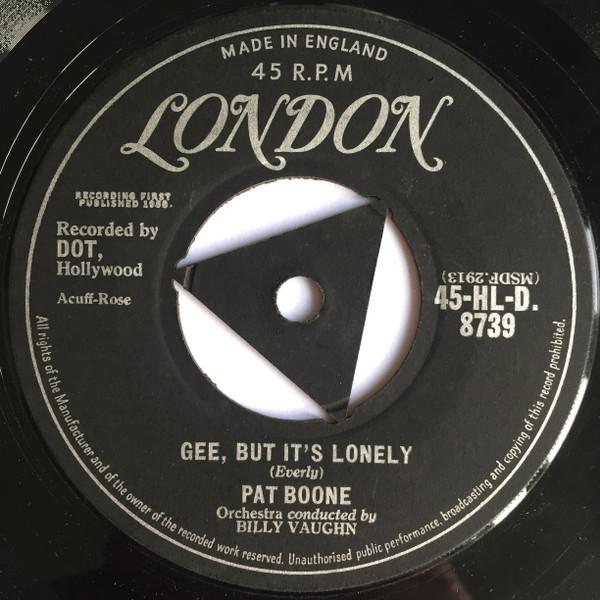 MADE IN ENGLAND
45 R.P.M
LONDON
RECORDING FIRST
PUBLISHED 1958.
Recorded by
DOT,
Hollywood
Acuff-Rose
(MSDF.2913)
45-HL-D.
8739
GEE, BUT IT'S LONELY
(Everly)
PAT BOONE
Orchestra conducted by
BILLY VAUGHN
All rights of the Manufacturer and of the owner of the recorded work reserved. Unauthorised public performance, broadcasting and copying of this record prohibited.